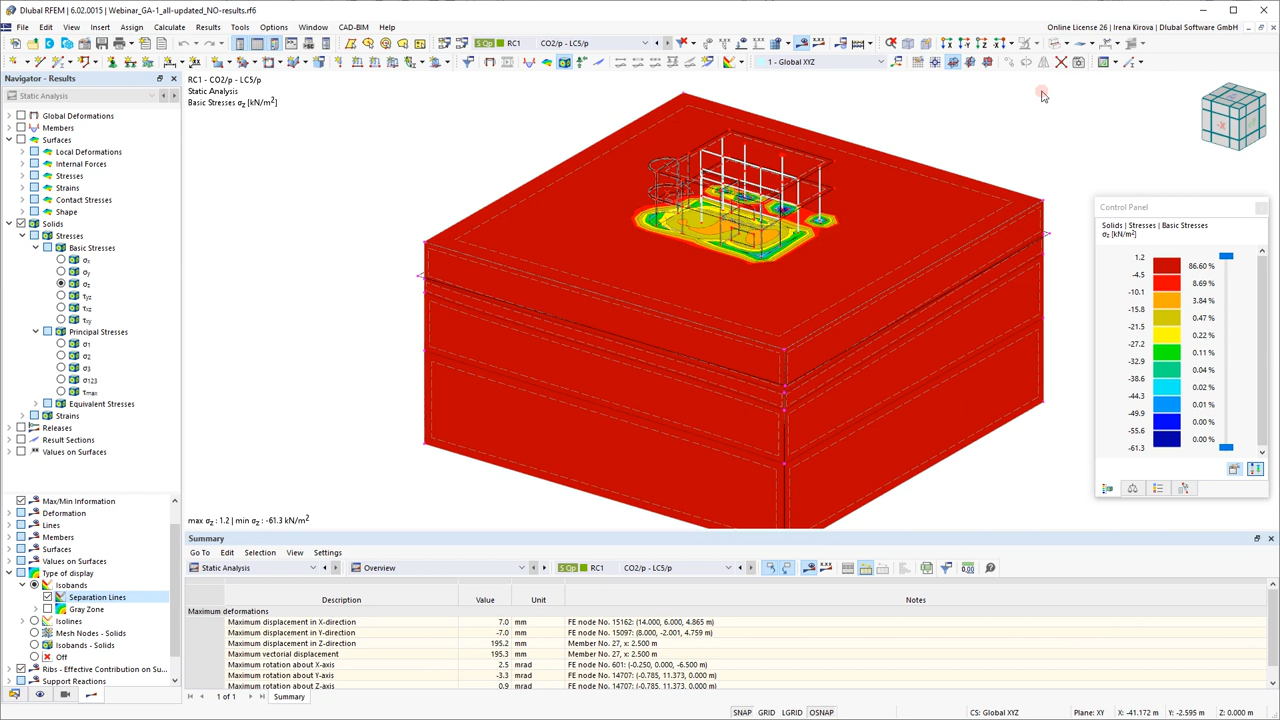 Dlubal RFEM | 6.02.0015 | Webinar_GA-1_all-updated_NO-results.rf6
File Edit View Insert Assign Calculate Results Tools Options Window CAD-BIM Help
Online License 26 | Irena Kirova | Dlubal Software GmbH
S Qp RC1 CO2/p - LC5/p
1 - Global XYZ
Navigator - Results
Static Analysis
Global Deformations
Members
Surfaces
Local Deformations
Internal Forces
Stresses
Strains
Contact Stresses
Shape
Solids
Stresses
Basic Stresses
σx
σy
σz
τyz
τxz
τxy
Principal Stresses
σ1
σ2
σ3
σ123
τmax
Equivalent Stresses
Strains
Releases
Result Sections
Values on Surfaces
Max/Min Information
Deformation
Lines
Members
Surfaces
Values on Surfaces
Type of display
Isobands
Separation Lines
Gray Zone
Isolines
Mesh Nodes - Solids
Isobands - Solids
Off
Ribs - Effective Contribution on Su...
Support Reactions
RC1 - CO2/p - LC5/p
Static Analysis
Basic Stresses σz [kN/m²]
-X
max σz : 1.2 | min σz : -61.3 kN/m²
Control Panel
Solids | Stresses | Basic Stresses
σz [kN/m²]
1.2
86.60 %
-4.5
8.69 %
-10.1
3.84 %
-15.8
0.47 %
-21.5
0.22 %
-27.2
0.11 %
-32.9
0.04 %
-38.6
0.02 %
-44.3
0.01 %
-49.9
0.00 %
-55.6
0.00 %
-61.3
Summary
Go To Edit Selection View Settings
Static Analysis Overview S Qp RC1 CO2/p - LC5/p
Description Value Unit Notes
Maximum deformations
Maximum displacement in X-direction 7.0 mm FE node No. 15162: (14.000, 6.000, 4.865 m)
Maximum displacement in Y-direction -7.0 mm FE node No. 15097: (8.000, -2.001, 4.759 m)
Maximum displacement in Z-direction 195.2 mm Member No. 27, x: 2.500 m
Maximum vectorial displacement 195.3 mm Member No. 27, x: 2.500 m
Maximum rotation about X-axis 2.5 mrad FE node No. 601: (-0.250, 0.000, -6.500 m)
Maximum rotation about Y-axis -3.3 mrad FE node No. 14707: (-0.785, 11.373, 0.000 m)
Maximum rotation about Z-axis 0.9 mrad FE node No. 14707: (-0.785, 11.373, 0.000 m)
1 of 1 Summary
SNAP GRID LGRID OSNAP CS: Global XYZ Plane: XY X: -41.172 m Y: -2.595 m Z: 0.000 m